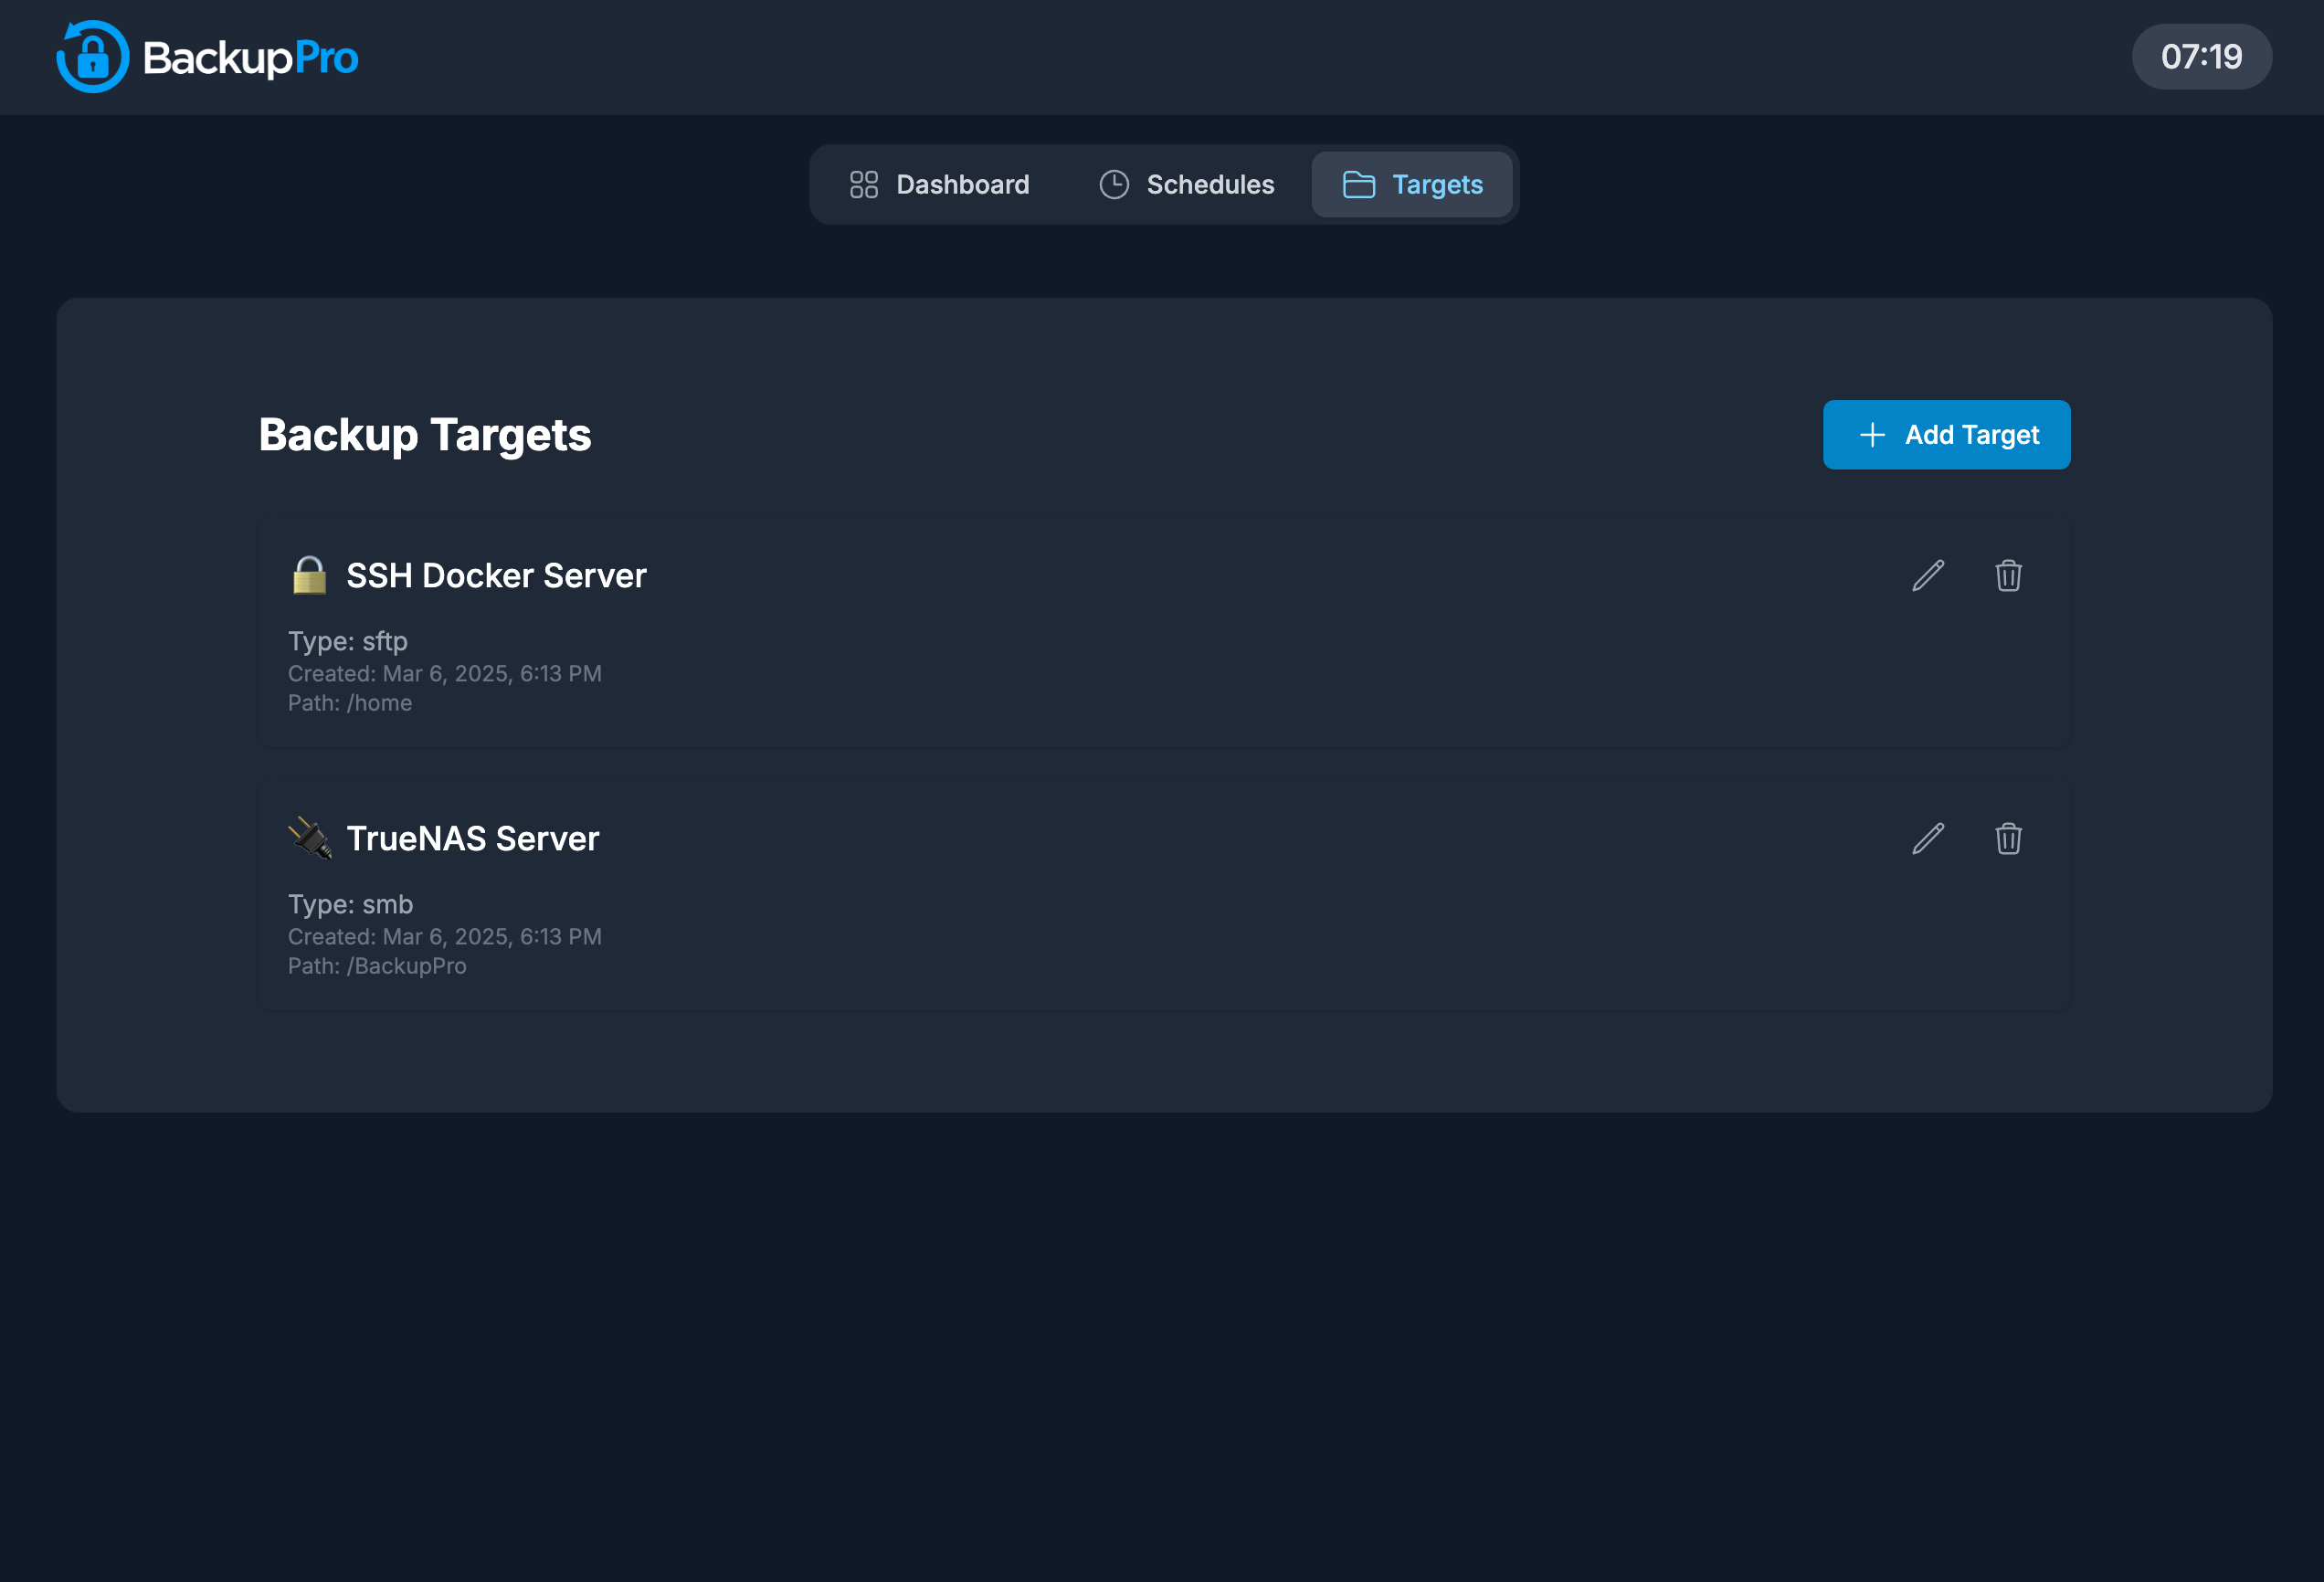 BackupPro
07:19
Dashboard
Schedules
Targets
Backup Targets
Add Target
SSH Docker Server
Type: sftp
Created: Mar 6, 2025, 6:13 PM
Path: /home
TrueNAS Server
Type: smb
Created: Mar 6, 2025, 6:13 PM
Path: /BackupPro